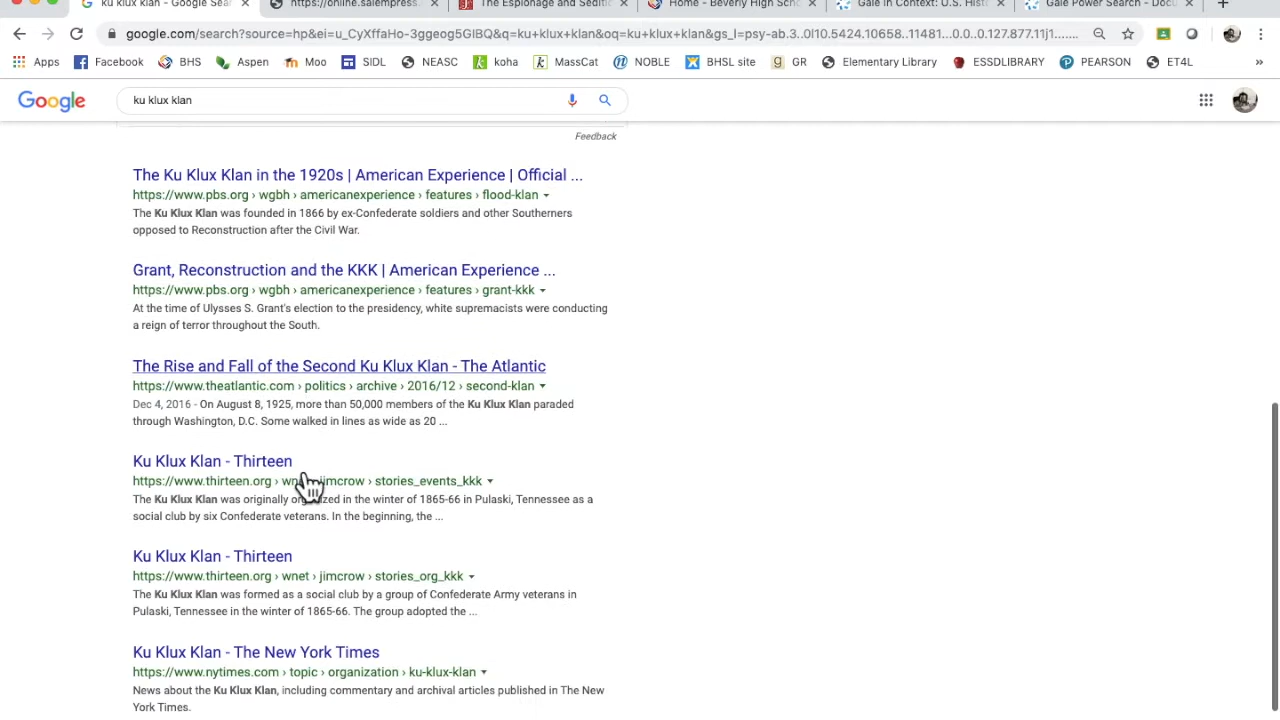 ku klux klan - Google Sear
https://online.salempress.
The Espionage and Seditio
Home - Beverly High Scho
Gale In Context: U.S. Histo
Gale Power Search - Docu
google.com/search?source=hp&ei=u_CyXffaHo-3ggeog5GIBQ&q=ku+klux+klan&oq=ku+klux+klan&gs_l=psy-ab.3..0l10.5424.10658..11481...0.0..0.127.877.11j1......
Apps Facebook BHS Aspen Moo SIDL NEASC koha MassCat NOBLE BHSL site GR Elementary Library ESSDLIBRARY PEARSON ET4L »
Google ku klux klan
Feedback
The Ku Klux Klan in the 1920s | American Experience | Official ...
https://www.pbs.org › wgbh › americanexperience › features › flood-klan
The Ku Klux Klan was founded in 1866 by ex-Confederate soldiers and other Southerners
opposed to Reconstruction after the Civil War.
Grant, Reconstruction and the KKK | American Experience ...
https://www.pbs.org › wgbh › americanexperience › features › grant-kkk
At the time of Ulysses S. Grant's election to the presidency, white supremacists were conducting
a reign of terror throughout the South.
The Rise and Fall of the Second Ku Klux Klan - The Atlantic
https://www.theatlantic.com › politics › archive › 2016/12 › second-klan
Dec 4, 2016 - On August 8, 1925, more than 50,000 members of the Ku Klux Klan paraded
through Washington, D.C. Some walked in lines as wide as 20 ...
Ku Klux Klan - Thirteen
https://www.thirteen.org › wnet › jimcrow › stories_events_kkk
The Ku Klux Klan was originally organized in the winter of 1865-66 in Pulaski, Tennessee as a
social club by six Confederate veterans. In the beginning, the ...
Ku Klux Klan - Thirteen
https://www.thirteen.org › wnet › jimcrow › stories_org_kkk
The Ku Klux Klan was formed as a social club by a group of Confederate Army veterans in
Pulaski, Tennessee in the winter of 1865-66. The group adopted the ...
Ku Klux Klan - The New York Times
https://www.nytimes.com › topic › organization › ku-klux-klan
News about the Ku Klux Klan, including commentary and archival articles published in The New
York Times.